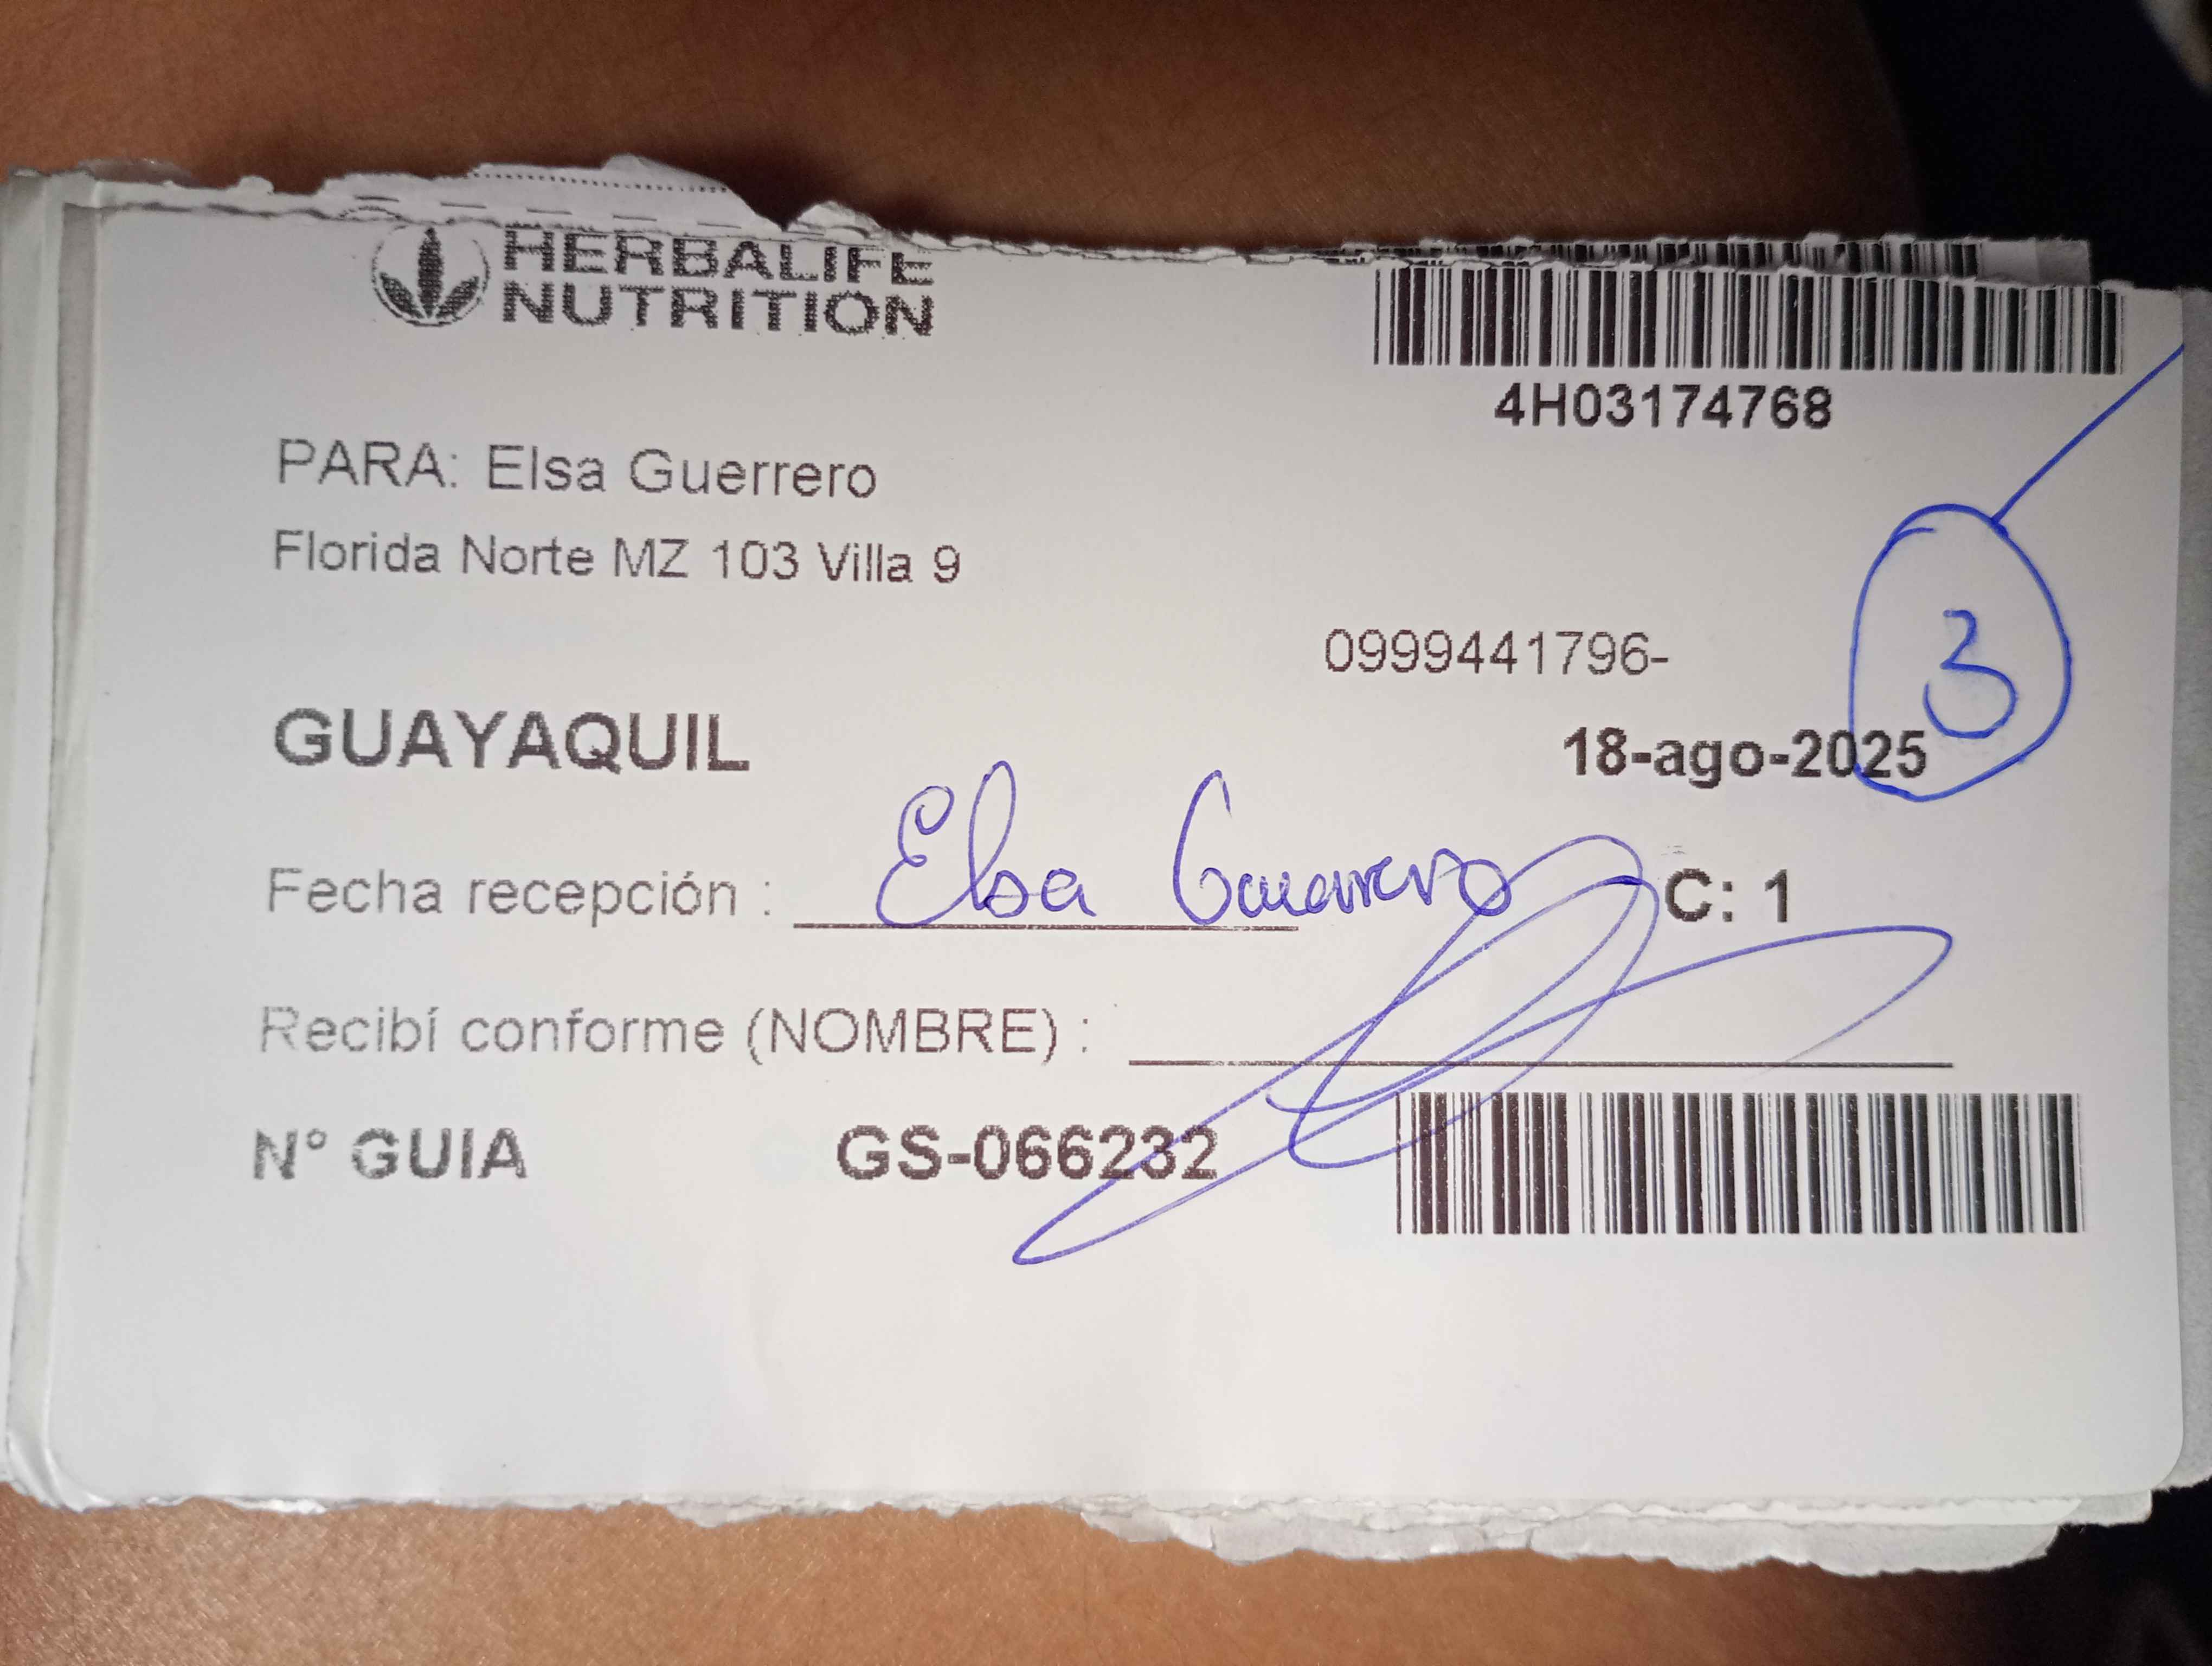 HERBALIFE
NUTRITION
4H03174768
PARA: Elsa Guerrero
Florida Norte MZ 103 Villa 9
0999441796-
3
GUAYAQUIL
18-ago-2025
Fecha recepción : Elsa Guerrero C: 1
Recibí conforme (NOMBRE) :
N° GUIA GS-066232